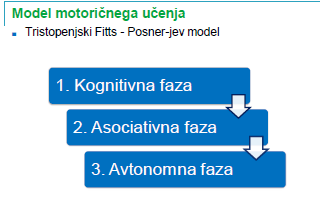 Model motoričnega učenja
Tristopenjski Fitts - Posner-jev model
1. Kognitivna faza
2. Asociativna faza
3. Avtonomna faza